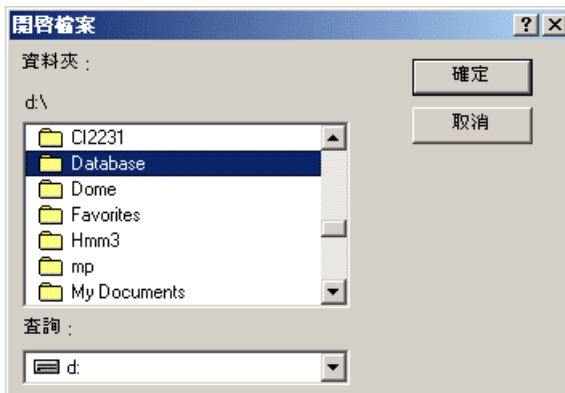 開啓檔案
資料夾：
確定
d:\
取消
CI2231
Database
Dome
Favorites
Hmm3
mp
My Documents
查詢：
d: